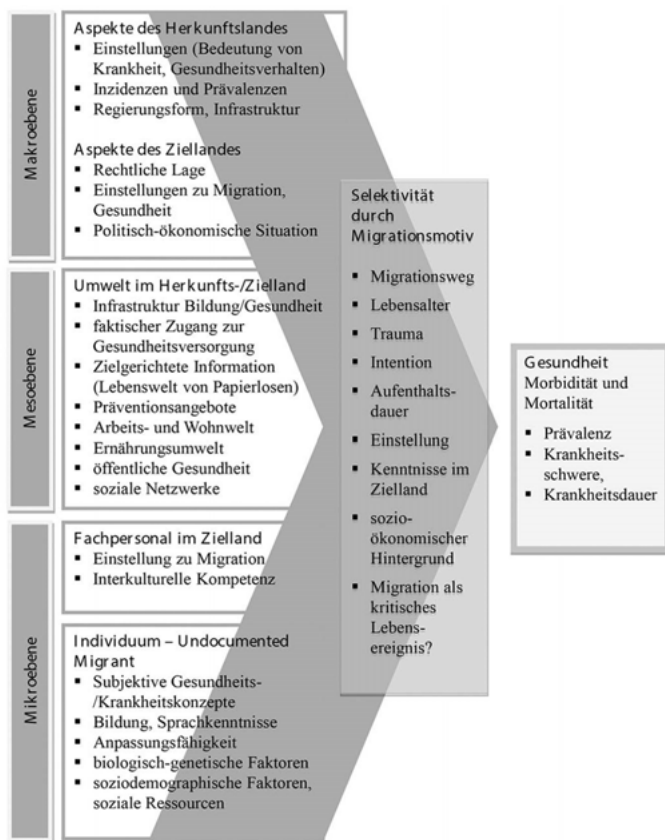 Makroebene
Aspekte des Herkunftslandes
▪ Einstellungen (Bedeutung von
Krankheit, Gesundheitsverhalten)
▪ Inzidenzen und Prävalenzen
▪ Regierungsform, Infrastruktur
Aspekte des Ziellandes
▪ Rechtliche Lage
▪ Einstellungen zu Migration,
Gesundheit
▪ Politisch-ökonomische Situation
Mesoebene
Umwelt im Herkunfts-/Zielland
▪ Infrastruktur Bildung/Gesundheit
▪ faktischer Zugang zur
Gesundheitsversorgung
▪ Zielgerichtete Information
(Lebenswelt von Papierlosen)
▪ Präventionsangebote
▪ Arbeits- und Wohnwelt
▪ Ernährungsumwelt
▪ öffentliche Gesundheit
▪ soziale Netzwerke
Mikroebene
Fachpersonal im Zielland
▪ Einstellung zu Migration
▪ Interkulturelle Kompetenz
Individuum – Undocumented
Migrant
▪ Subjektive Gesundheits-
/Krankheitskonzepte
▪ Bildung, Sprachkenntnisse
▪ Anpassungsfähigkeit
▪ biologisch-genetische Faktoren
▪ soziodemographische Faktoren,
soziale Ressourcen
Selektivität
durch
Migrationsmotiv
▪ Migrationsweg
▪ Lebensalter
▪ Trauma
▪ Intention
▪ Aufenthalts-
dauer
▪ Einstellung
▪ Kenntnisse im
Zielland
▪ sozio-
ökonomischer
Hintergrund
▪ Migration als
kritisches
Lebens-
ereignis?
Gesundheit
Morbidität und
Mortalität
▪ Prävalenz
▪ Krankheits-
schwere,
▪ Krankheitsdauer